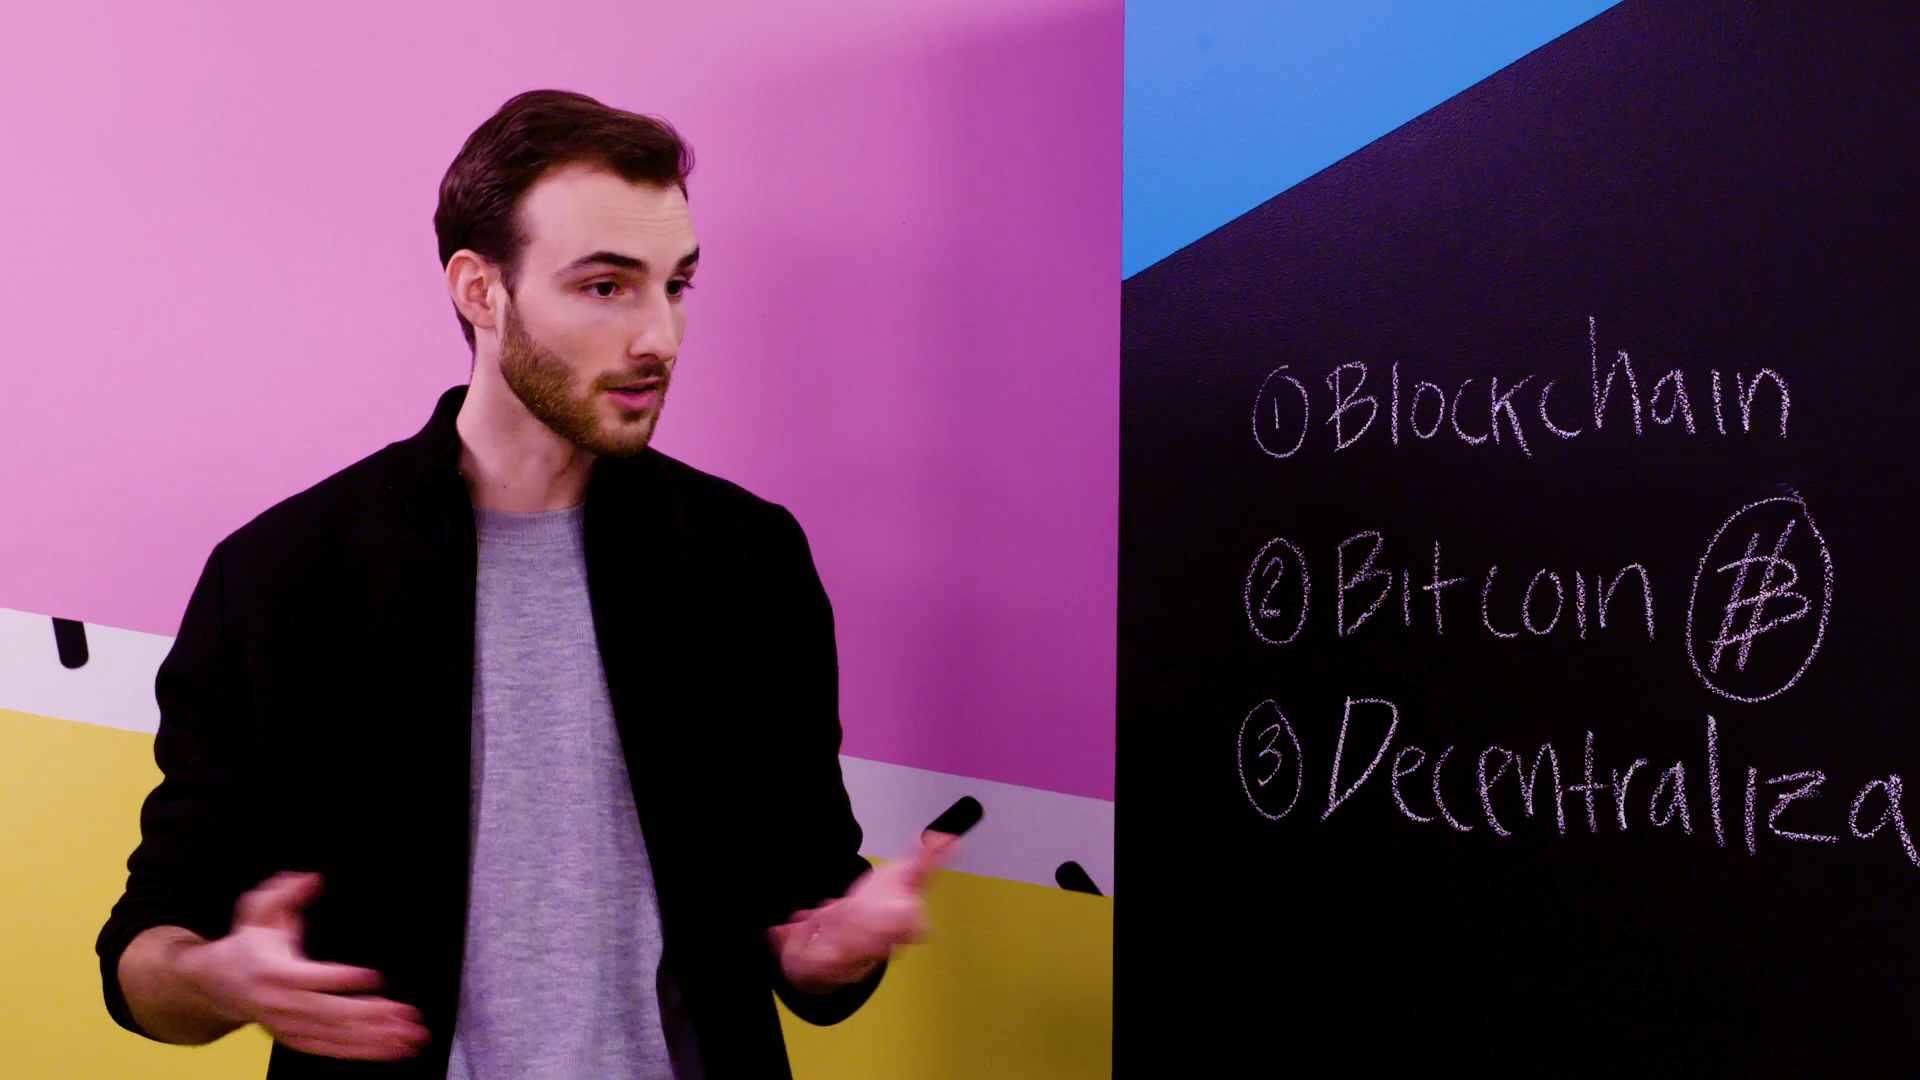 ① Blockchain
② Bitcoin ₿
③ Decentraliza